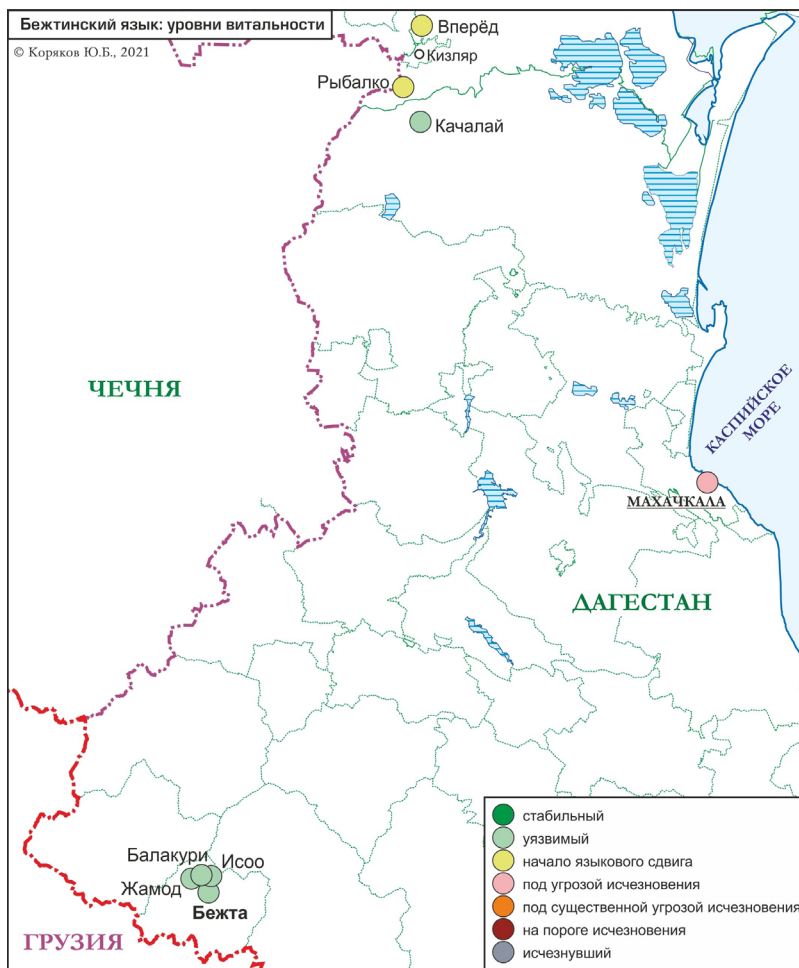 Бежтинский язык: уровни витальности
© Коряков Ю.Б., 2021
Вперёд
Кизляр
Рыбалко
Качалай
ЧЕЧНЯ
КАСПИЙСКОЕ
МОРЕ
МАХАЧКАЛА
ДАГЕСТАН
Балакури
Исоо
Жамод
Бежта
ГРУЗИЯ
стабильный
уязвимый
начало языкового сдвига
под угрозой исчезновения
под существенной угрозой исчезновения
на пороге исчезновения
исчезнувший